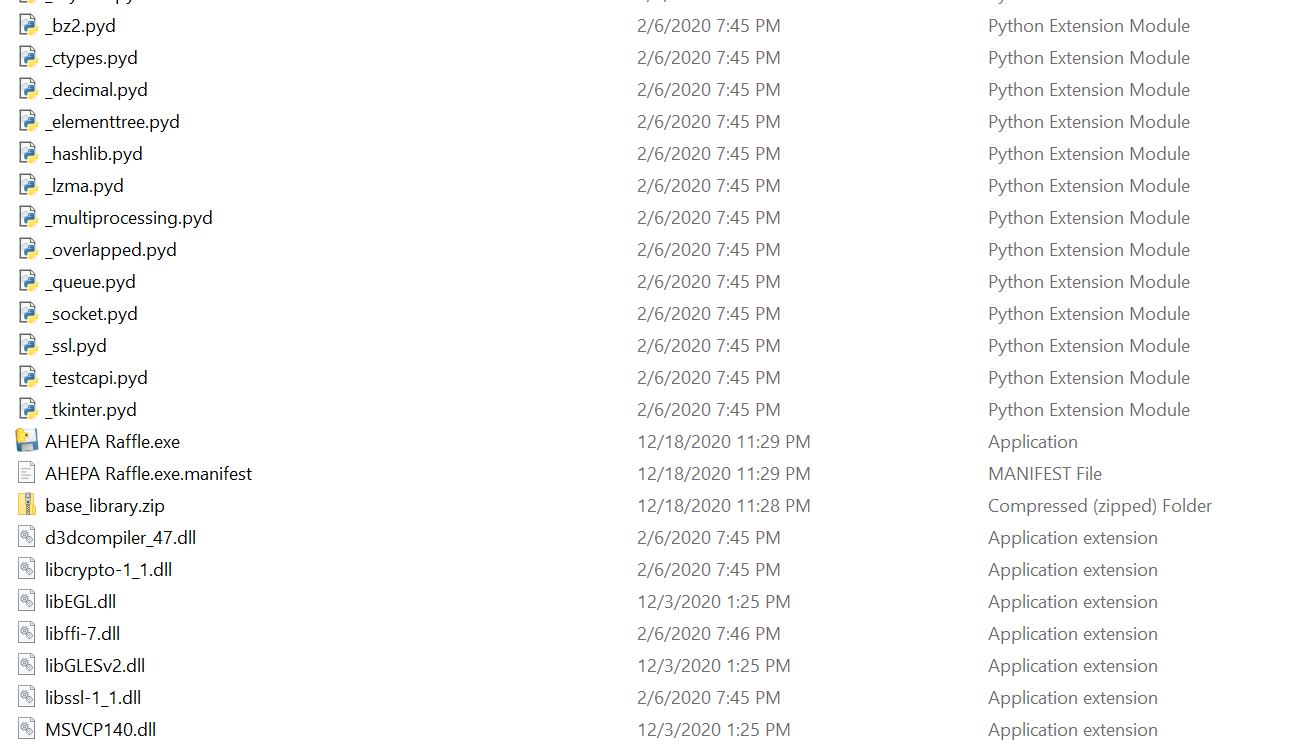 _bz2.pyd 2/6/2020 7:45 PM Python Extension Module
_ctypes.pyd 2/6/2020 7:45 PM Python Extension Module
_decimal.pyd 2/6/2020 7:45 PM Python Extension Module
_elementtree.pyd 2/6/2020 7:45 PM Python Extension Module
_hashlib.pyd 2/6/2020 7:45 PM Python Extension Module
_lzma.pyd 2/6/2020 7:45 PM Python Extension Module
_multiprocessing.pyd 2/6/2020 7:45 PM Python Extension Module
_overlapped.pyd 2/6/2020 7:45 PM Python Extension Module
_queue.pyd 2/6/2020 7:45 PM Python Extension Module
_socket.pyd 2/6/2020 7:45 PM Python Extension Module
_ssl.pyd 2/6/2020 7:45 PM Python Extension Module
_testcapi.pyd 2/6/2020 7:45 PM Python Extension Module
_tkinter.pyd 2/6/2020 7:45 PM Python Extension Module
AHEPA Raffle.exe 12/18/2020 11:29 PM Application
AHEPA Raffle.exe.manifest 12/18/2020 11:29 PM MANIFEST File
base_library.zip 12/18/2020 11:28 PM Compressed (zipped) Folder
d3dcompiler_47.dll 2/6/2020 7:45 PM Application extension
libcrypto-1_1.dll 2/6/2020 7:45 PM Application extension
libEGL.dll 12/3/2020 1:25 PM Application extension
libffi-7.dll 2/6/2020 7:46 PM Application extension
libGLESv2.dll 12/3/2020 1:25 PM Application extension
libssl-1_1.dll 2/6/2020 7:45 PM Application extension
MSVCP140.dll 12/3/2020 1:25 PM Application extension